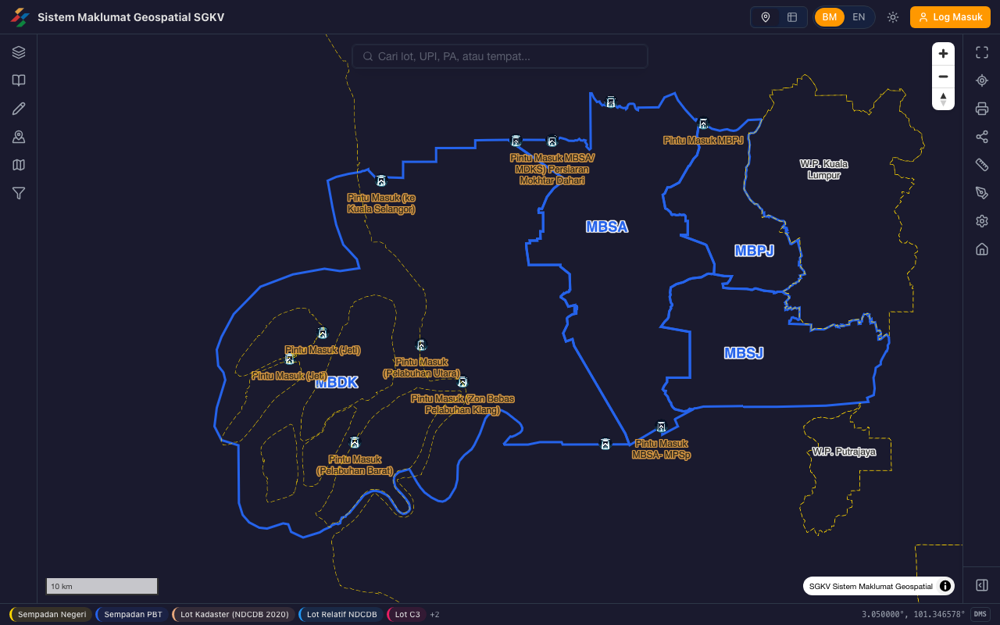 Sistem Maklumat Geospatial SGKV
BM
EN
Log Masuk
Cari lot, UPI, PA, atau tempat...
Pintu Masuk MBPJ
Pintu Masuk MBSA/
MDKS) Persiaran
Mokhtar Dahari
W.P. Kuala
Lumpur
Pintu Masuk (ke
Kuala Selangor)
MBSA
MBPJ
Pintu Masuk (Jeti)
MBSJ
Pintu Masuk
(Pelabuhan Utara)
Pintu Masuk (Jeti)
MBDK
Pintu Masuk (Zon Bebas
Pelabuhan Klang)
Pintu Masuk
MBSA- MPSp
W.P. Putrajaya
Pintu Masuk
(Pelabuhan Barat)
10 km
SGKV Sistem Maklumat Geospatial
Sempadan Negeri
Sempadan PBT
Lot Kadaster (NDCDB 2020)
Lot Relatif NDCDB
Lot C3
+2
3.050000°, 101.346578°
DMS